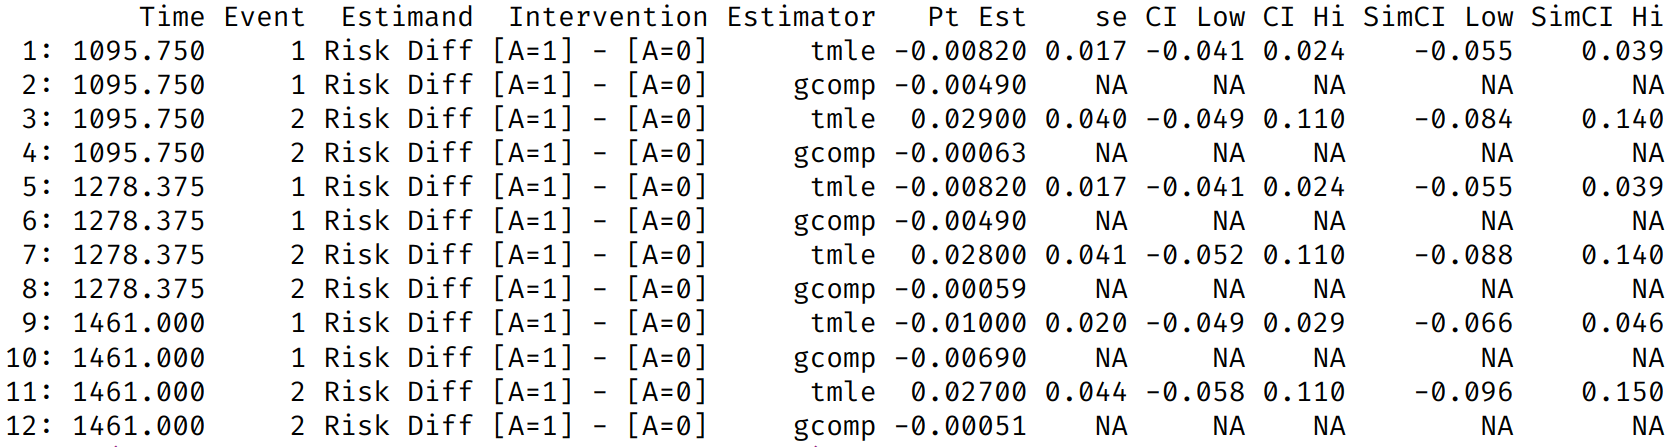 Time Event Estimand Intervention Estimator Pt Est se CI Low CI Hi SimCI Low SimCI Hi
1: 1095.750 1 Risk Diff [A=1] - [A=0] tmle -0.00820 0.017 -0.041 0.024 -0.055 0.039
2: 1095.750 1 Risk Diff [A=1] - [A=0] gcomp -0.00490 NA NA NA NA NA
3: 1095.750 2 Risk Diff [A=1] - [A=0] tmle 0.02900 0.040 -0.049 0.110 -0.084 0.140
4: 1095.750 2 Risk Diff [A=1] - [A=0] gcomp -0.00063 NA NA NA NA NA
5: 1278.375 1 Risk Diff [A=1] - [A=0] tmle -0.00820 0.017 -0.041 0.024 -0.055 0.039
6: 1278.375 1 Risk Diff [A=1] - [A=0] gcomp -0.00490 NA NA NA NA NA
7: 1278.375 2 Risk Diff [A=1] - [A=0] tmle 0.02800 0.041 -0.052 0.110 -0.088 0.140
8: 1278.375 2 Risk Diff [A=1] - [A=0] gcomp -0.00059 NA NA NA NA NA
9: 1461.000 1 Risk Diff [A=1] - [A=0] tmle -0.01000 0.020 -0.049 0.029 -0.066 0.046
10: 1461.000 1 Risk Diff [A=1] - [A=0] gcomp -0.00690 NA NA NA NA NA
11: 1461.000 2 Risk Diff [A=1] - [A=0] tmle 0.02700 0.044 -0.058 0.110 -0.096 0.150
12: 1461.000 2 Risk Diff [A=1] - [A=0] gcomp -0.00051 NA NA NA NA NA